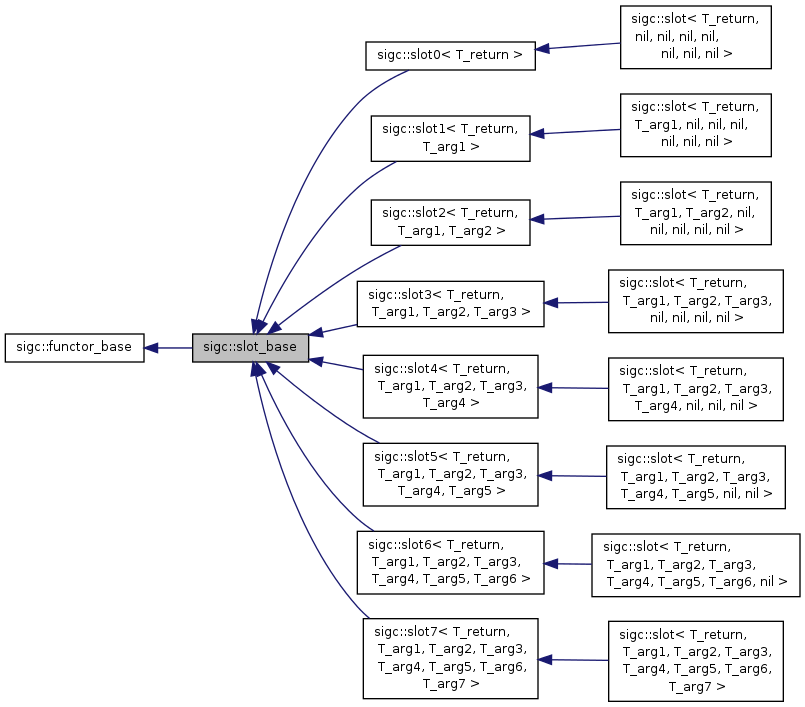 sigc::functor_base
sigc::slot_base
sigc::slot0< T_return >
sigc::slot< T_return,
nil, nil, nil, nil,
nil, nil, nil >
sigc::slot1< T_return,
T_arg1 >
sigc::slot< T_return,
T_arg1, nil, nil, nil,
nil, nil, nil >
sigc::slot2< T_return,
T_arg1, T_arg2 >
sigc::slot< T_return,
T_arg1, T_arg2, nil,
nil, nil, nil, nil >
sigc::slot3< T_return,
T_arg1, T_arg2, T_arg3 >
sigc::slot< T_return,
T_arg1, T_arg2, T_arg3,
nil, nil, nil, nil >
sigc::slot4< T_return,
T_arg1, T_arg2, T_arg3,
T_arg4 >
sigc::slot< T_return,
T_arg1, T_arg2, T_arg3,
T_arg4, nil, nil, nil >
sigc::slot5< T_return,
T_arg1, T_arg2, T_arg3,
T_arg4, T_arg5 >
sigc::slot< T_return,
T_arg1, T_arg2, T_arg3,
T_arg4, T_arg5, nil, nil >
sigc::slot6< T_return,
T_arg1, T_arg2, T_arg3,
T_arg4, T_arg5, T_arg6 >
sigc::slot< T_return,
T_arg1, T_arg2, T_arg3,
T_arg4, T_arg5, T_arg6, nil >
sigc::slot7< T_return,
T_arg1, T_arg2, T_arg3,
T_arg4, T_arg5, T_arg6,
T_arg7 >
sigc::slot< T_return,
T_arg1, T_arg2, T_arg3,
T_arg4, T_arg5, T_arg6,
T_arg7 >